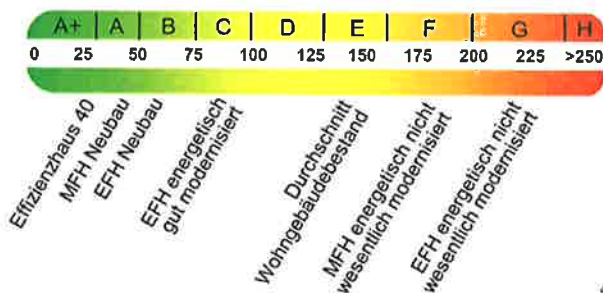 A+ A B C D E F G H
0 25 50 75 100 125 150 175 200 225 >250
Effizienzhaus 40
MFH Neubau
EFH Neubau
EFH energetisch
gut modernisiert
Durchschnitt
Wohngebäudebestand
MFH energetisch nicht
wesentlich modernisiert
EFH energetisch nicht
wesentlich modernisiert